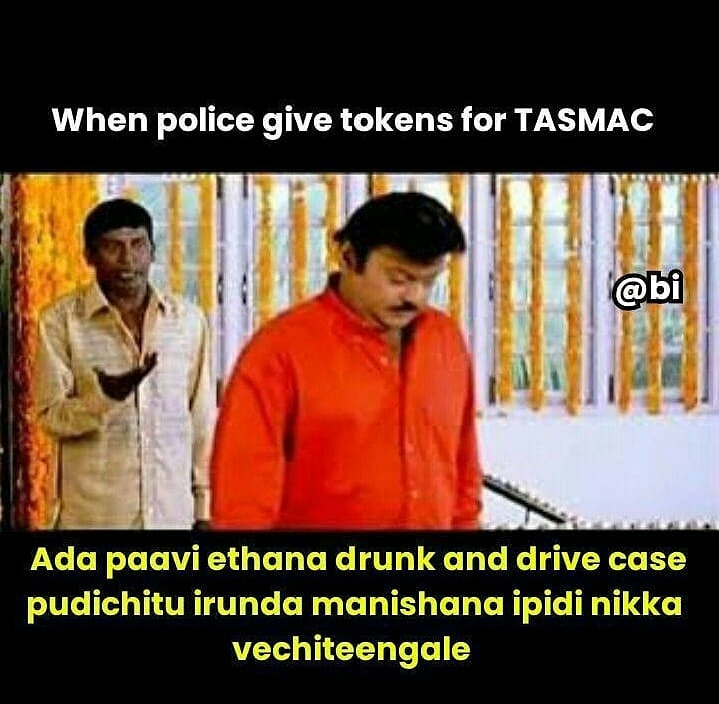 When police give tokens for TASMAC
@bi
Ada paavi ethana drunk and drive case
pudichitu irunda manishana ipidi nikka
vechiteengale